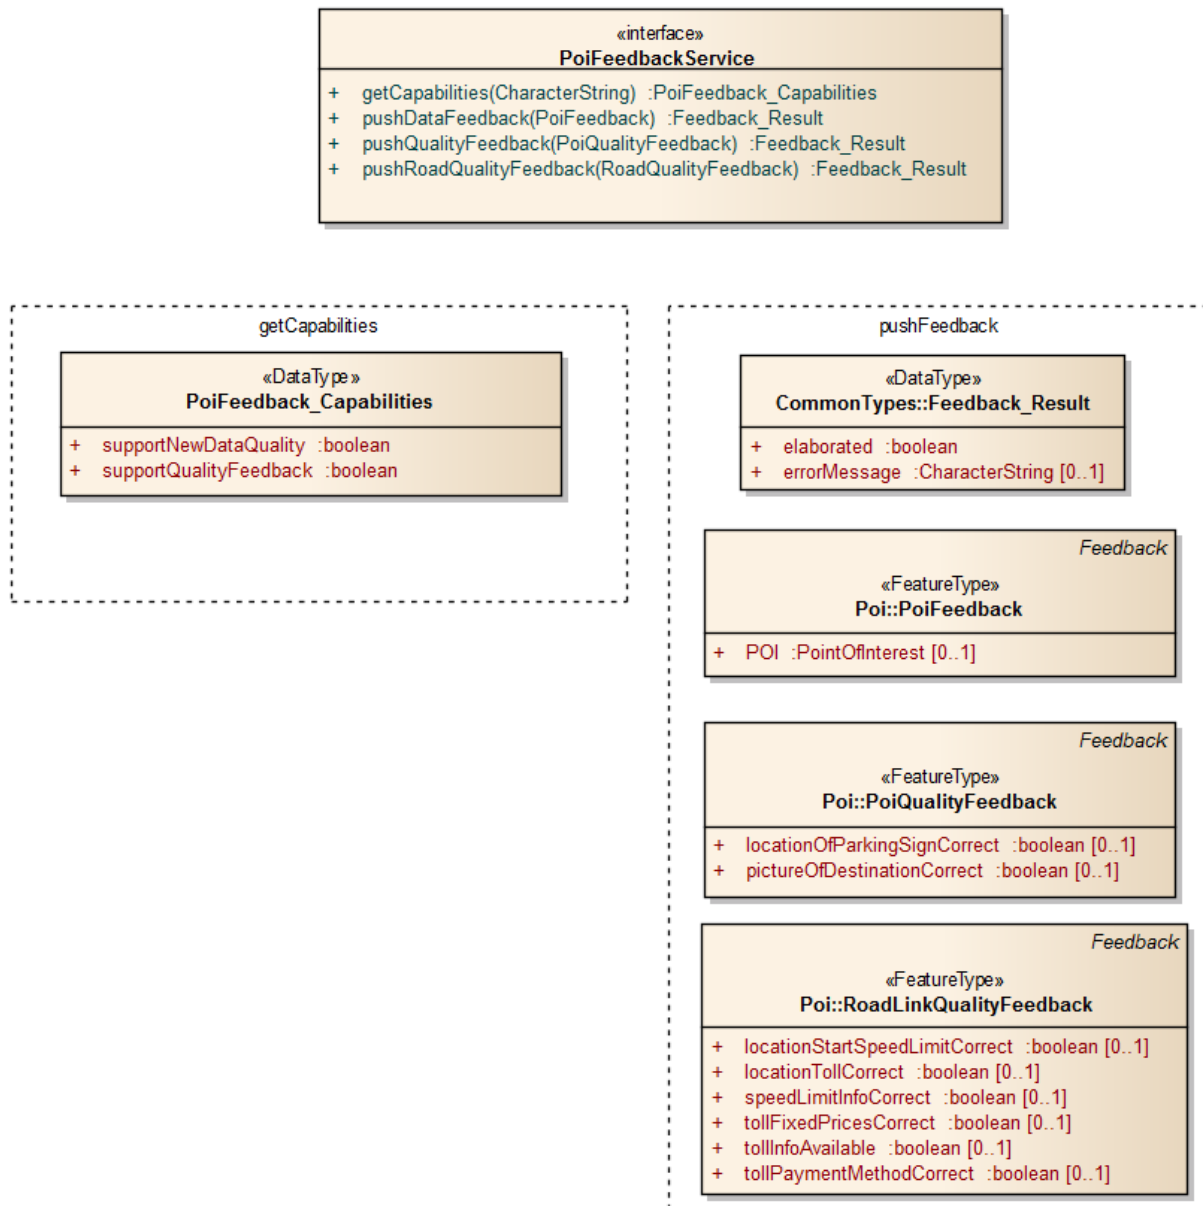 «interface»
PoiFeedbackService
+ getCapabilities(CharacterString) :PoiFeedback_Capabilities
+ pushDataFeedback(PoiFeedback) :Feedback_Result
+ pushQualityFeedback(PoiQualityFeedback) :Feedback_Result
+ pushRoadQualityFeedback(RoadQualityFeedback) :Feedback_Result
getCapabilities
«DataType»
PoiFeedback_Capabilities
+ supportNewDataQuality :boolean
+ supportQualityFeedback :boolean
pushFeedback
«DataType»
CommonTypes::Feedback_Result
+ elaborated :boolean
+ errorMessage :CharacterString [0..1]
Feedback
«FeatureType»
Poi::PoiFeedback
+ POI :PointOfInterest [0..1]
Feedback
«FeatureType»
Poi::PoiQualityFeedback
+ locationOfParkingSignCorrect :boolean [0..1]
+ pictureOfDestinationCorrect :boolean [0..1]
Feedback
«FeatureType»
Poi::RoadLinkQualityFeedback
+ locationStartSpeedLimitCorrect :boolean [0..1]
+ locationTollCorrect :boolean [0..1]
+ speedLimitInfoCorrect :boolean [0..1]
+ tollFixedPricesCorrect :boolean [0..1]
+ tollInfoAvailable :boolean [0..1]
+ tollPaymentMethodCorrect :boolean [0..1]